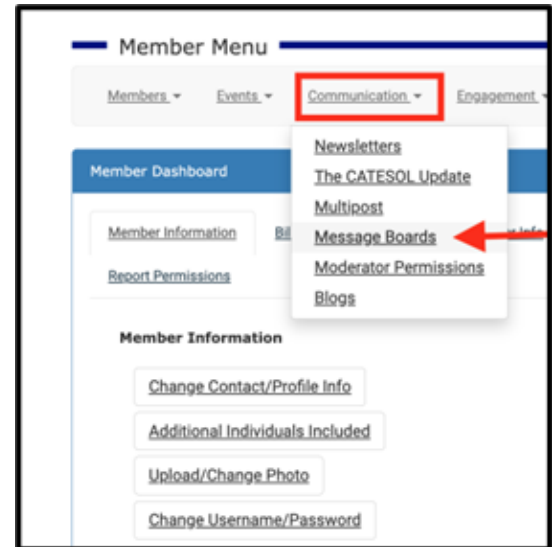 Member Menu
Members Events Communication Engagement
Newsletters
The CATESOL Update
Multipost
Message Boards
Moderator Permissions
Blogs
Member Dashboard
Member Information
Report Permissions
Member Information
Change Contact/Profile Info
Additional Individuals Included
Upload/Change Photo
Change Username/Password